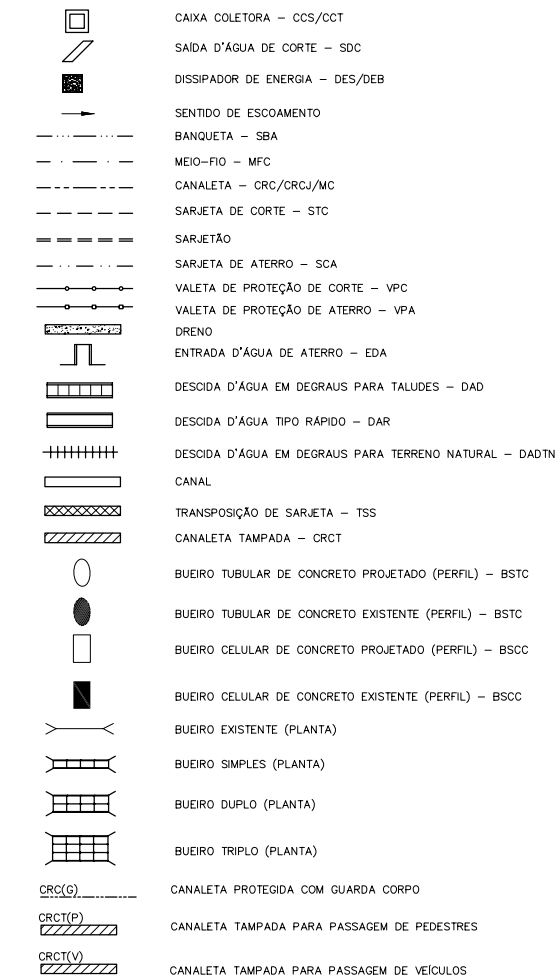 CAIXA COLETORA – CCS/CCT
SAÍDA D'ÁGUA DE CORTE – SDC
DISSIPADOR DE ENERGIA – DES/DEB
SENTIDO DE ESCOAMENTO
BANQUETA – SBA
MEIO-FIO – MFC
CANALETA – CRC/CRCJ/MC
SARJETA DE CORTE – STC
SARJETÃO
SARJETA DE ATERRO – SCA
VALETA DE PROTEÇÃO DE CORTE – VPC
VALETA DE PROTEÇÃO DE ATERRO – VPA
DRENO
ENTRADA D'ÁGUA DE ATERRO – EDA
DESCIDA D'ÁGUA EM DEGRAUS PARA TALUDES – DAD
DESCIDA D'ÁGUA TIPO RÁPIDO – DAR
DESCIDA D'ÁGUA EM DEGRAUS PARA TERRENO NATURAL – DADTN
CANAL
TRANSPOSIÇÃO DE SARJETA – TSS
CANALETA TAMPADA – CRCT
BUEIRO TUBULAR DE CONCRETO PROJETADO (PERFIL) – BSTC
BUEIRO TUBULAR DE CONCRETO EXISTENTE (PERFIL) – BSTC
BUEIRO CELULAR DE CONCRETO PROJETADO (PERFIL) – BSCC
BUEIRO CELULAR DE CONCRETO EXISTENTE (PERFIL) – BSCC
BUEIRO EXISTENTE (PLANTA)
BUEIRO SIMPLES (PLANTA)
BUEIRO DUPLO (PLANTA)
BUEIRO TRIPLO (PLANTA)
CRC(G) CANALETA PROTEGIDA COM GUARDA CORPO
CRCT(P) CANALETA TAMPADA PARA PASSAGEM DE PEDESTRES
CRCT(V) CANALETA TAMPADA PARA PASSAGEM DE VEÍCULOS